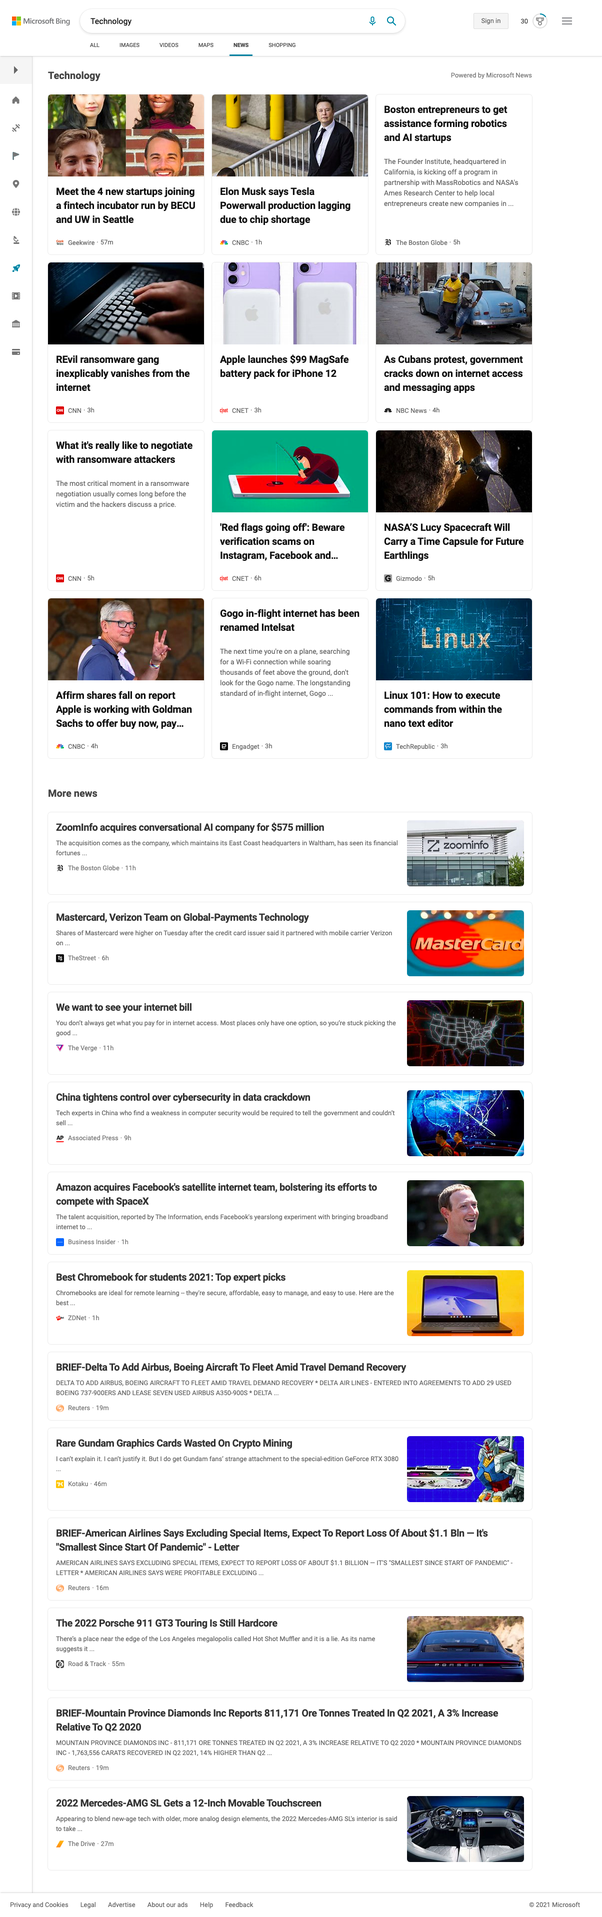 Microsoft Bing
Technology
Sign in
30
ALL
IMAGES
VIDEOS
MAPS
NEWS
SHOPPING
Technology
Powered by Microsoft News
Meet the 4 new startups joining
a fintech incubator run by BECU
and UW in Seattle
Geekwire · 57m
Elon Musk says Tesla
Powerwall production lagging
due to chip shortage
CNBC · 1h
Boston entrepreneurs to get
assistance forming robotics
and AI startups
The Founder Institute, headquartered in
California, is kicking off a program in
partnership with MassRobotics and NASA's
Ames Research Center to help local
entrepreneurs create new companies in ...
The Boston Globe · 5h
REvil ransomware gang
inexplicably vanishes from the
internet
CNN · 3h
Apple launches $99 MagSafe
battery pack for iPhone 12
CNET · 3h
As Cubans protest, government
cracks down on internet access
and messaging apps
NBC News · 4h
What it's really like to negotiate
with ransomware attackers
The most critical moment in a ransomware
negotiation usually comes long before the
victim and the hackers discuss a price.
CNN · 5h
'Red flags going off': Beware
verification scams on
Instagram, Facebook and...
CNET · 6h
NASA'S Lucy Spacecraft Will
Carry a Time Capsule for Future
Earthlings
Gizmodo · 5h
Affirm shares fall on report
Apple is working with Goldman
Sachs to offer buy now, pay...
CNBC · 4h
Gogo in-flight internet has been
renamed Intelsat
The next time you're on a plane, searching
for a Wi-Fi connection while soaring
thousands of feet above the ground, don't
look for the Gogo name. The longstanding
standard of in-flight internet, Gogo ...
Engadget · 3h
Linux
Linux 101: How to execute
commands from within the
nano text editor
TechRepublic · 3h
More news
ZoomInfo acquires conversational AI company for $575 million
The acquisition comes as the company, which maintains its East Coast headquarters in Waltham, has seen its financial
fortunes ...
The Boston Globe · 11h
zoominfo
Mastercard, Verizon Team on Global-Payments Technology
Shares of Mastercard were higher on Tuesday after the credit card issuer said it partnered with mobile carrier Verizon
on ...
TheStreet · 6h
MasterCard
We want to see your internet bill
You don't always get what you pay for in internet access. Most places only have one option, so you're stuck picking the
good ...
The Verge · 11h
China tightens control over cybersecurity in data crackdown
Tech experts in China who find a weakness in computer security would be required to tell the government and couldn't
sell ...
AP
Associated Press · 9h
Amazon acquires Facebook's satellite internet team, bolstering its efforts to
compete with SpaceX
The talent acquisition, reported by The Information, ends Facebook's yearslong experiment with bringing broadband
internet to ...
Business Insider · 1h
Best Chromebook for students 2021: Top expert picks
Chromebooks are ideal for remote learning -- they're secure, affordable, easy to manage, and easy to use. Here are the
best ...
ZDNet · 1h
BRIEF-Delta To Add Airbus, Boeing Aircraft To Fleet Amid Travel Demand Recovery
DELTA TO ADD AIRBUS, BOEING AIRCRAFT TO FLEET AMID TRAVEL DEMAND RECOVERY * DELTA AIR LINES - ENTERED INTO AGREEMENTS TO ADD 29 USED
BOEING 737-900ERS AND LEASE SEVEN USED AIRBUS A350-900S * DELTA ...
Reuters · 19m
Rare Gundam Graphics Cards Wasted On Crypto Mining
I can't explain it. I can't justify it. But I do get Gundam fans' strange attachment to the special-edition GeForce RTX 3080
...
Kotaku · 46m
BRIEF-American Airlines Says Excluding Special Items, Expect To Report Loss Of About $1.1 Bln — It's
"Smallest Since Start Of Pandemic" - Letter
AMERICAN AIRLINES SAYS EXCLUDING SPECIAL ITEMS, EXPECT TO REPORT LOSS OF ABOUT $1.1 BILLION — IT'S "SMALLEST SINCE START OF PANDEMIC" -
LETTER * AMERICAN AIRLINES SAYS WERE PROFITABLE EXCLUDING ...
Reuters · 16m
The 2022 Porsche 911 GT3 Touring Is Still Hardcore
There's a place near the edge of the Los Angeles megalopolis called Hot Shot Muffler and it is a lie. As its name
suggests it ...
Road & Track · 55m
PORSCHE
BRIEF-Mountain Province Diamonds Inc Reports 811,171 Ore Tonnes Treated In Q2 2021, A 3% Increase
Relative To Q2 2020
MOUNTAIN PROVINCE DIAMONDS INC - 811,171 ORE TONNES TREATED IN Q2 2021, A 3% INCREASE RELATIVE TO Q2 2020 * MOUNTAIN PROVINCE DIAMONDS
INC - 1,763,556 CARATS RECOVERED IN Q2 2021, 14% HIGHER THAN Q2 ...
Reuters · 19m
2022 Mercedes-AMG SL Gets a 12-Inch Movable Touchscreen
Appearing to blend new-age tech with older, more analog design elements, the 2022 Mercedes-AMG SL's interior is said
to take ...
The Drive · 27m
Privacy and Cookies
Legal
Advertise
About our ads
Help
Feedback
© 2021 Microsoft